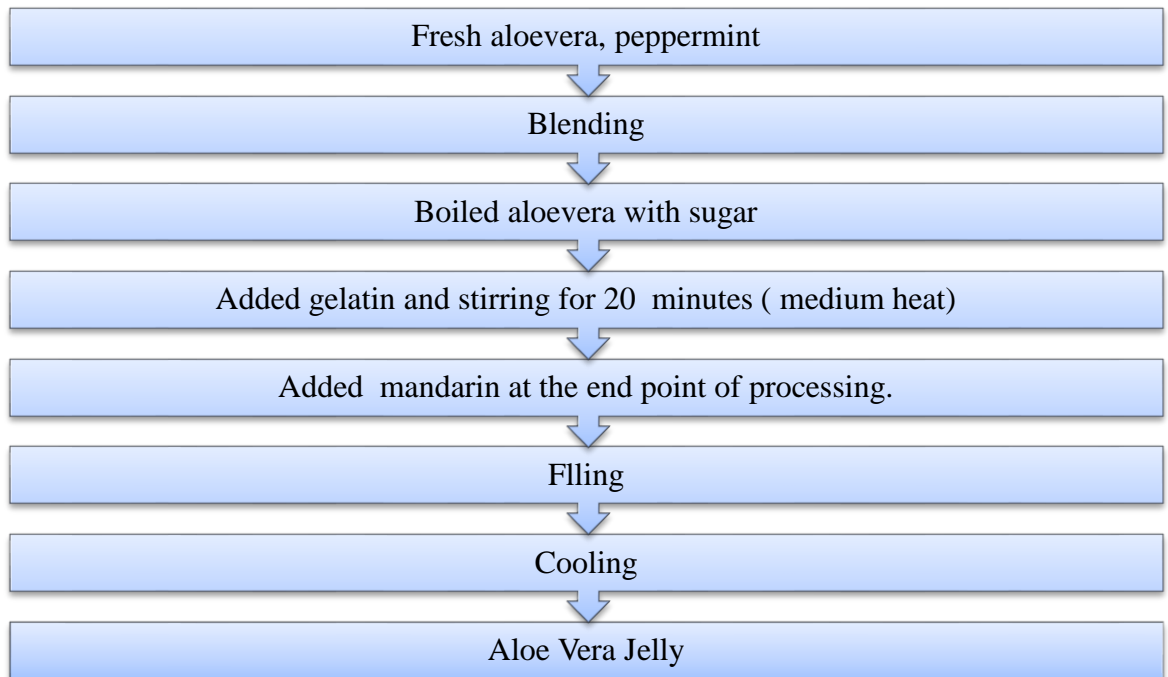 Fresh aloevera, peppermint
Blending
Boiled aloevera with sugar
Added gelatin and stirring for 20  minutes ( medium heat)
Added  mandarin at the end point of processing.
Flling
Cooling
Aloe Vera Jelly